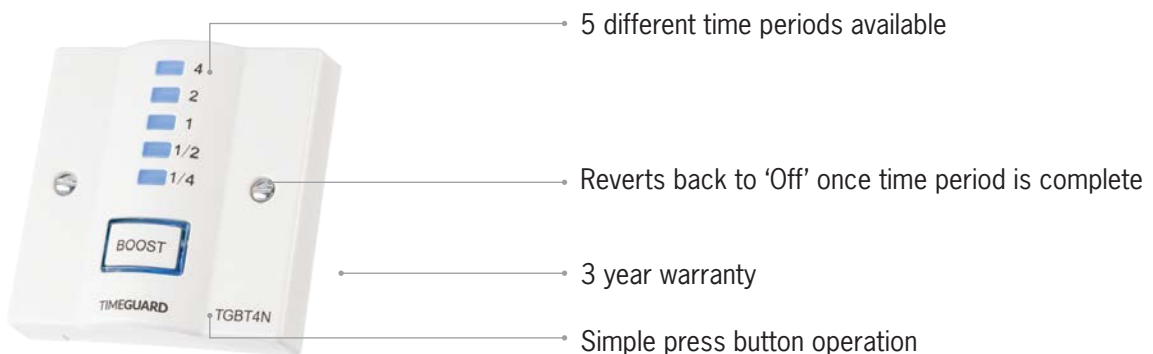 5 different time periods available
4
2
1
1/2
1/4
Reverts back to ‘Off’ once time period is complete
BOOST
3 year warranty
TIMEGUARD
TGBT4N
Simple press button operation